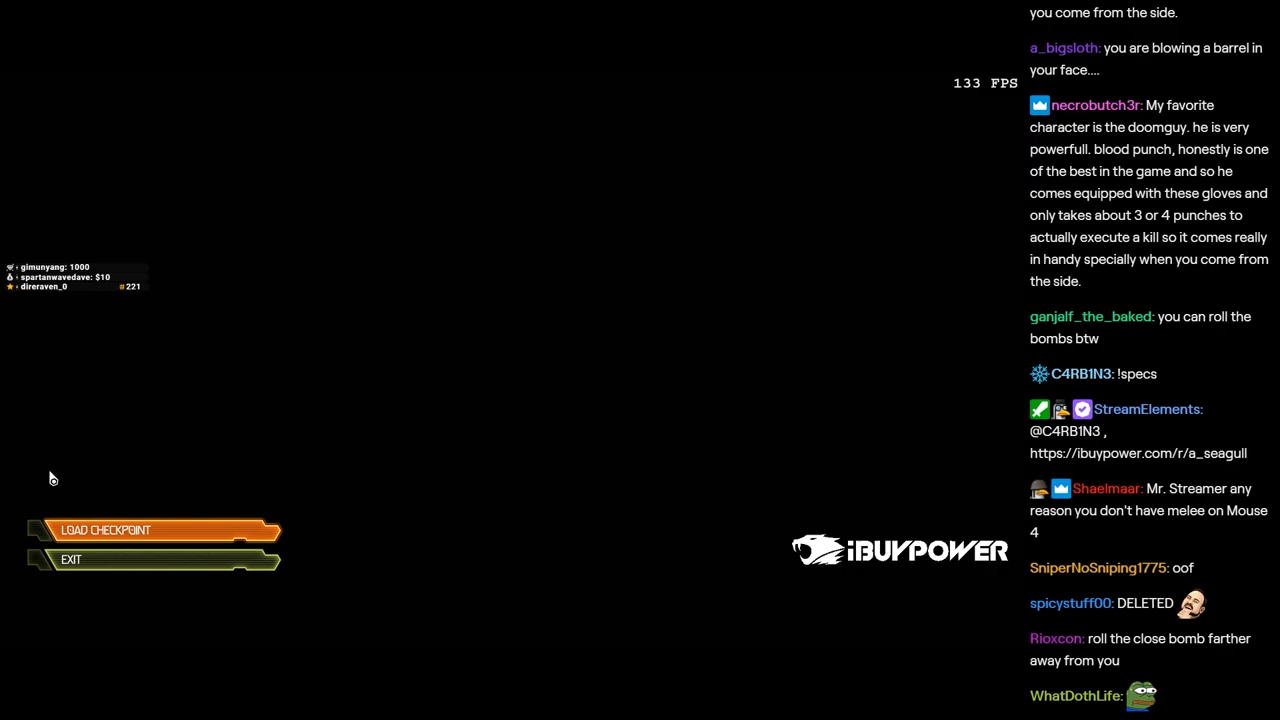 you come from the side.
a_bigsloth: you are blowing a barrel in
your face....
133 FPS
necrobutch3r: My favorite
character is the doomguy. he is very
powerfull. blood punch, honestly is one
of the best in the game and so he
comes equipped with these gloves and
only takes about 3 or 4 punches to
actually execute a kill so it comes really
in handy specially when you come from
the side.
gimunyang: 1000
spartanwavedave: $10
direraven_0 #221
ganjalf_the_baked: you can roll the
bombs btw
C4RB1N3: !specs
StreamElements:
@C4RB1N3 ,
https://ibuypower.com/r/a_seagull
Shaelmaar: Mr. Streamer any
reason you don't have melee on Mouse
4
LOAD CHECKPOINT
EXIT
iBUYPOWER
SniperNoSniping1775: oof
spicystuff00: DELETED
Rioxcon: roll the close bomb farther
away from you
WhatDothLife: